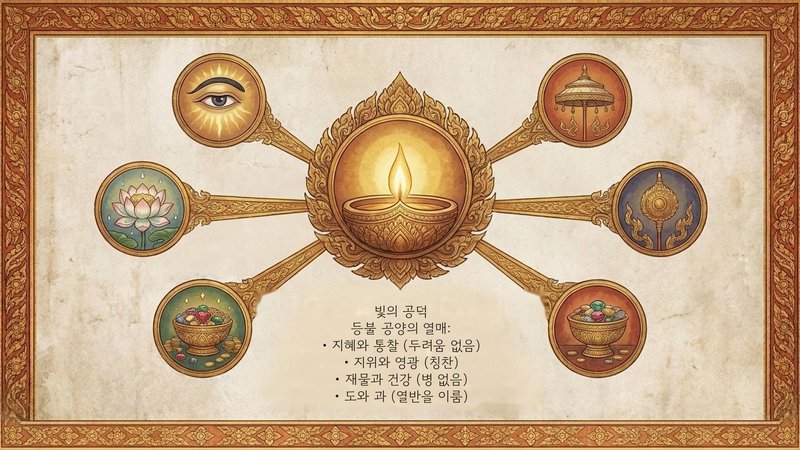 빛의 공덕
등불 공양의 열매:
• 지혜와 통찰 (두려움 없음)
• 지위와 영광 (칭찬)
• 재물과 건강 (병 없음)
• 도와 과 (열반을 이룸)